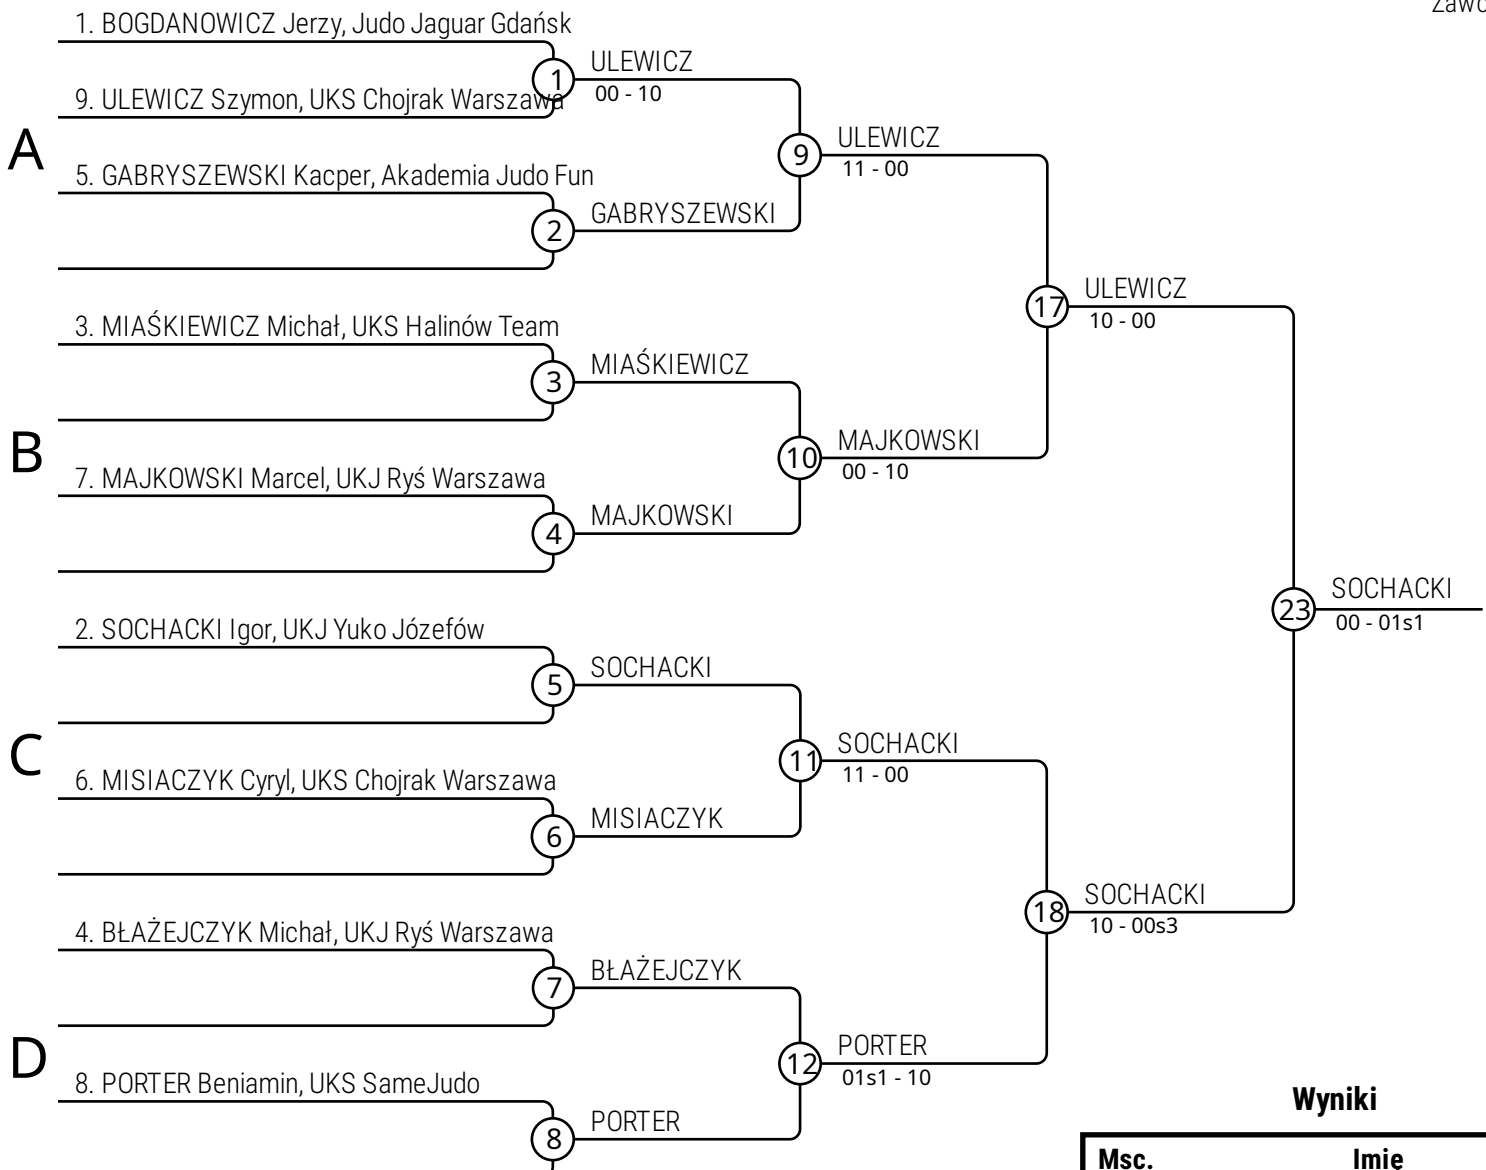 Zawo
1. BOGDANOWICZ Jerzy, Judo Jaguar Gdańsk
1
ULEWICZ
00 - 10
9. ULEWICZ Szymon, UKS Chojrak Warszawa
A
9
ULEWICZ
11 - 00
5. GABRYSZEWSKI Kacper, Akademia Judo Fun
2
GABRYSZEWSKI
17
ULEWICZ
10 - 00
3. MIAŚKIEWICZ Michał, UKS Halinów Team
3
MIAŚKIEWICZ
B
10
MAJKOWSKI
00 - 10
7. MAJKOWSKI Marcel, UKJ Ryś Warszawa
4
MAJKOWSKI
23
SOCHACKI
00 - 01s1
2. SOCHACKI Igor, UKJ Yuko Józefów
5
SOCHACKI
C
11
SOCHACKI
11 - 00
6. MISIACZYK Cyryl, UKS Chojrak Warszawa
6
MISIACZYK
18
SOCHACKI
10 - 00s3
4. BŁAŻEJCZYK Michał, UKJ Ryś Warszawa
7
BŁAŻEJCZYK
D
12
PORTER
01s1 - 10
8. PORTER Beniamin, UKS SameJudo
8
PORTER
Wyniki
Msc. Imię